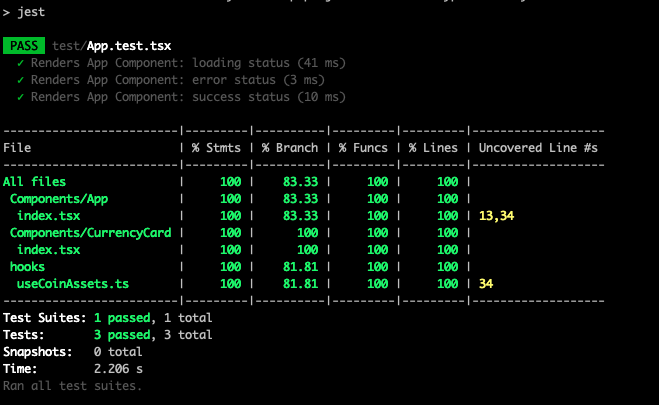 > jest
PASS test/App.test.tsx
✓ Renders App Component: loading status (41 ms)
✓ Renders App Component: error status (3 ms)
✓ Renders App Component: success status (10 ms)
--------------------------|---------|----------|---------|---------|-------------------
File | % Stmts | % Branch | % Funcs | % Lines | Uncovered Line #s
--------------------------|---------|----------|---------|---------|-------------------
All files | 100 | 83.33 | 100 | 100 |
Components/App | 100 | 83.33 | 100 | 100 |
index.tsx | 100 | 83.33 | 100 | 100 | 13,34
Components/CurrencyCard | 100 | 100 | 100 | 100 |
index.tsx | 100 | 100 | 100 | 100 |
hooks | 100 | 81.81 | 100 | 100 |
useCoinAssets.ts | 100 | 81.81 | 100 | 100 | 34
--------------------------|---------|----------|---------|---------|-------------------
Test Suites: 1 passed, 1 total
Tests: 3 passed, 3 total
Snapshots: 0 total
Time: 2.206 s
Ran all test suites.